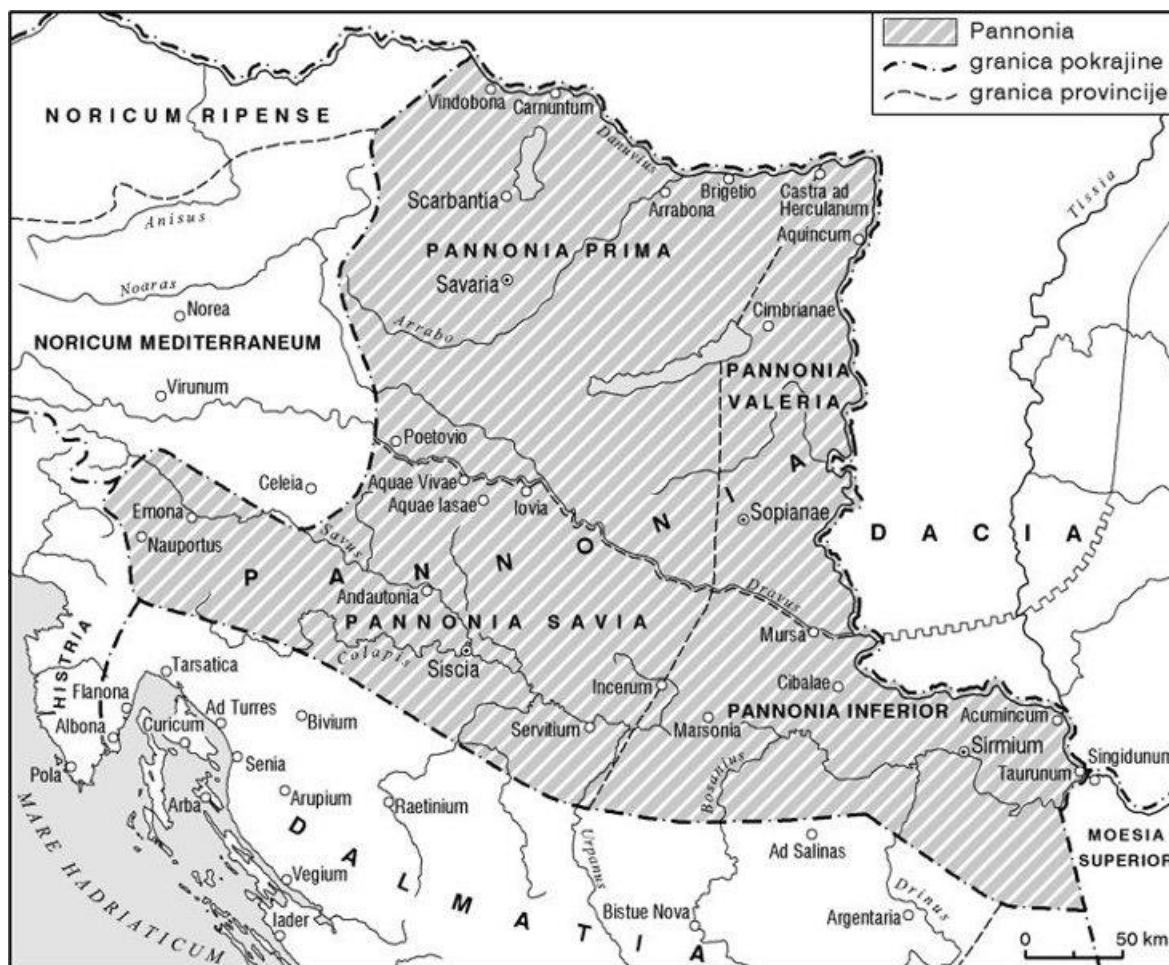 Pannonia
granica pokrajine
granica provincije
NORICUM RIPENSE
Vindobona
Carnuntum
Danuvius
Scarbantia
Arrabona
Brigetio
Castra ad
Herculanum
Aquincum
Tissia
Anisus
PANNONIA PRIMA
Savaria
Noaras
Norea
Arrabo
Cimbrianae
NORICUM MEDITERRANEUM
PANNONIA
VALERIA
Virunum
Poetovio
Celeia
Aquae Vivae
Aquae Iasae
Iovia
Sopianae
DACIA
Emona
Nauportus
Savus
PANNONIA
Andautonia
Dravus
PANNONIA SAVIA
Mursa
Colapis
Siscia
HISTRIA
Tarsatica
Flanona
Albona
Curicum
Ad Turres
Bivium
Incerum
Cibalae
Servitium
Marsonia
PANNONIA INFERIOR
Acumincum
Sirmium
Singidunum
Taurunum
Pola
Senia
Arba
Arupium
Raetinium
Bosanius
Urpanus
Ad Salinas
MOESIA
SUPERIOR
MARE HADRIATICUM
DALMATIA
Vegium
Iader
Bistue Nova
Argentaria
Drinus
0 50 km